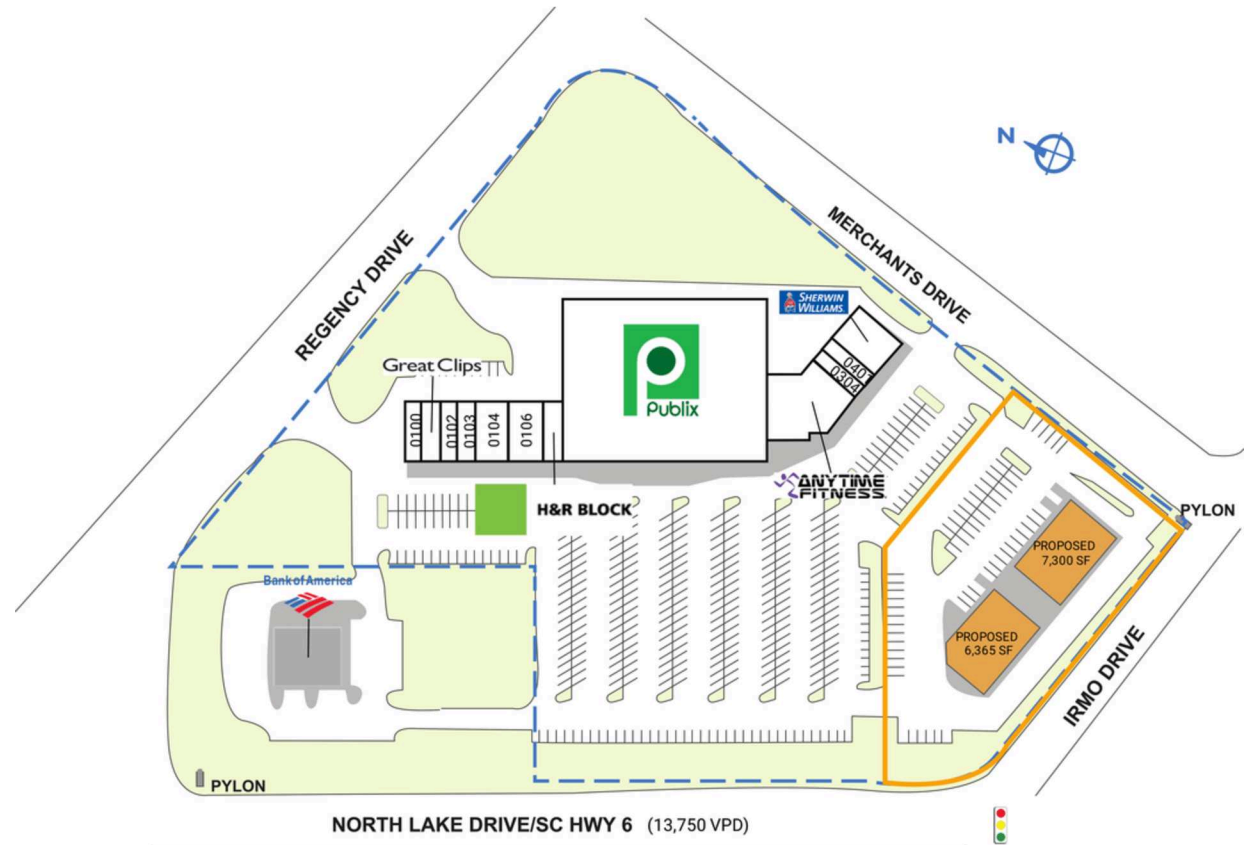 N
REGENCY DRIVE
MERCHANTS DRIVE
SHERWIN
WILLIAMS.
Publix
Great Clips
0100
0102
0103
0104
0106
0407
0304
ANYTIME
FITNESS
H&R BLOCK
PYLON
PROPOSED
7,300 SF
PROPOSED
6,365 SF
Bank of America
IRMO DRIVE
PYLON
NORTH LAKE DRIVE/SC HWY 6 (13,750 VPD)